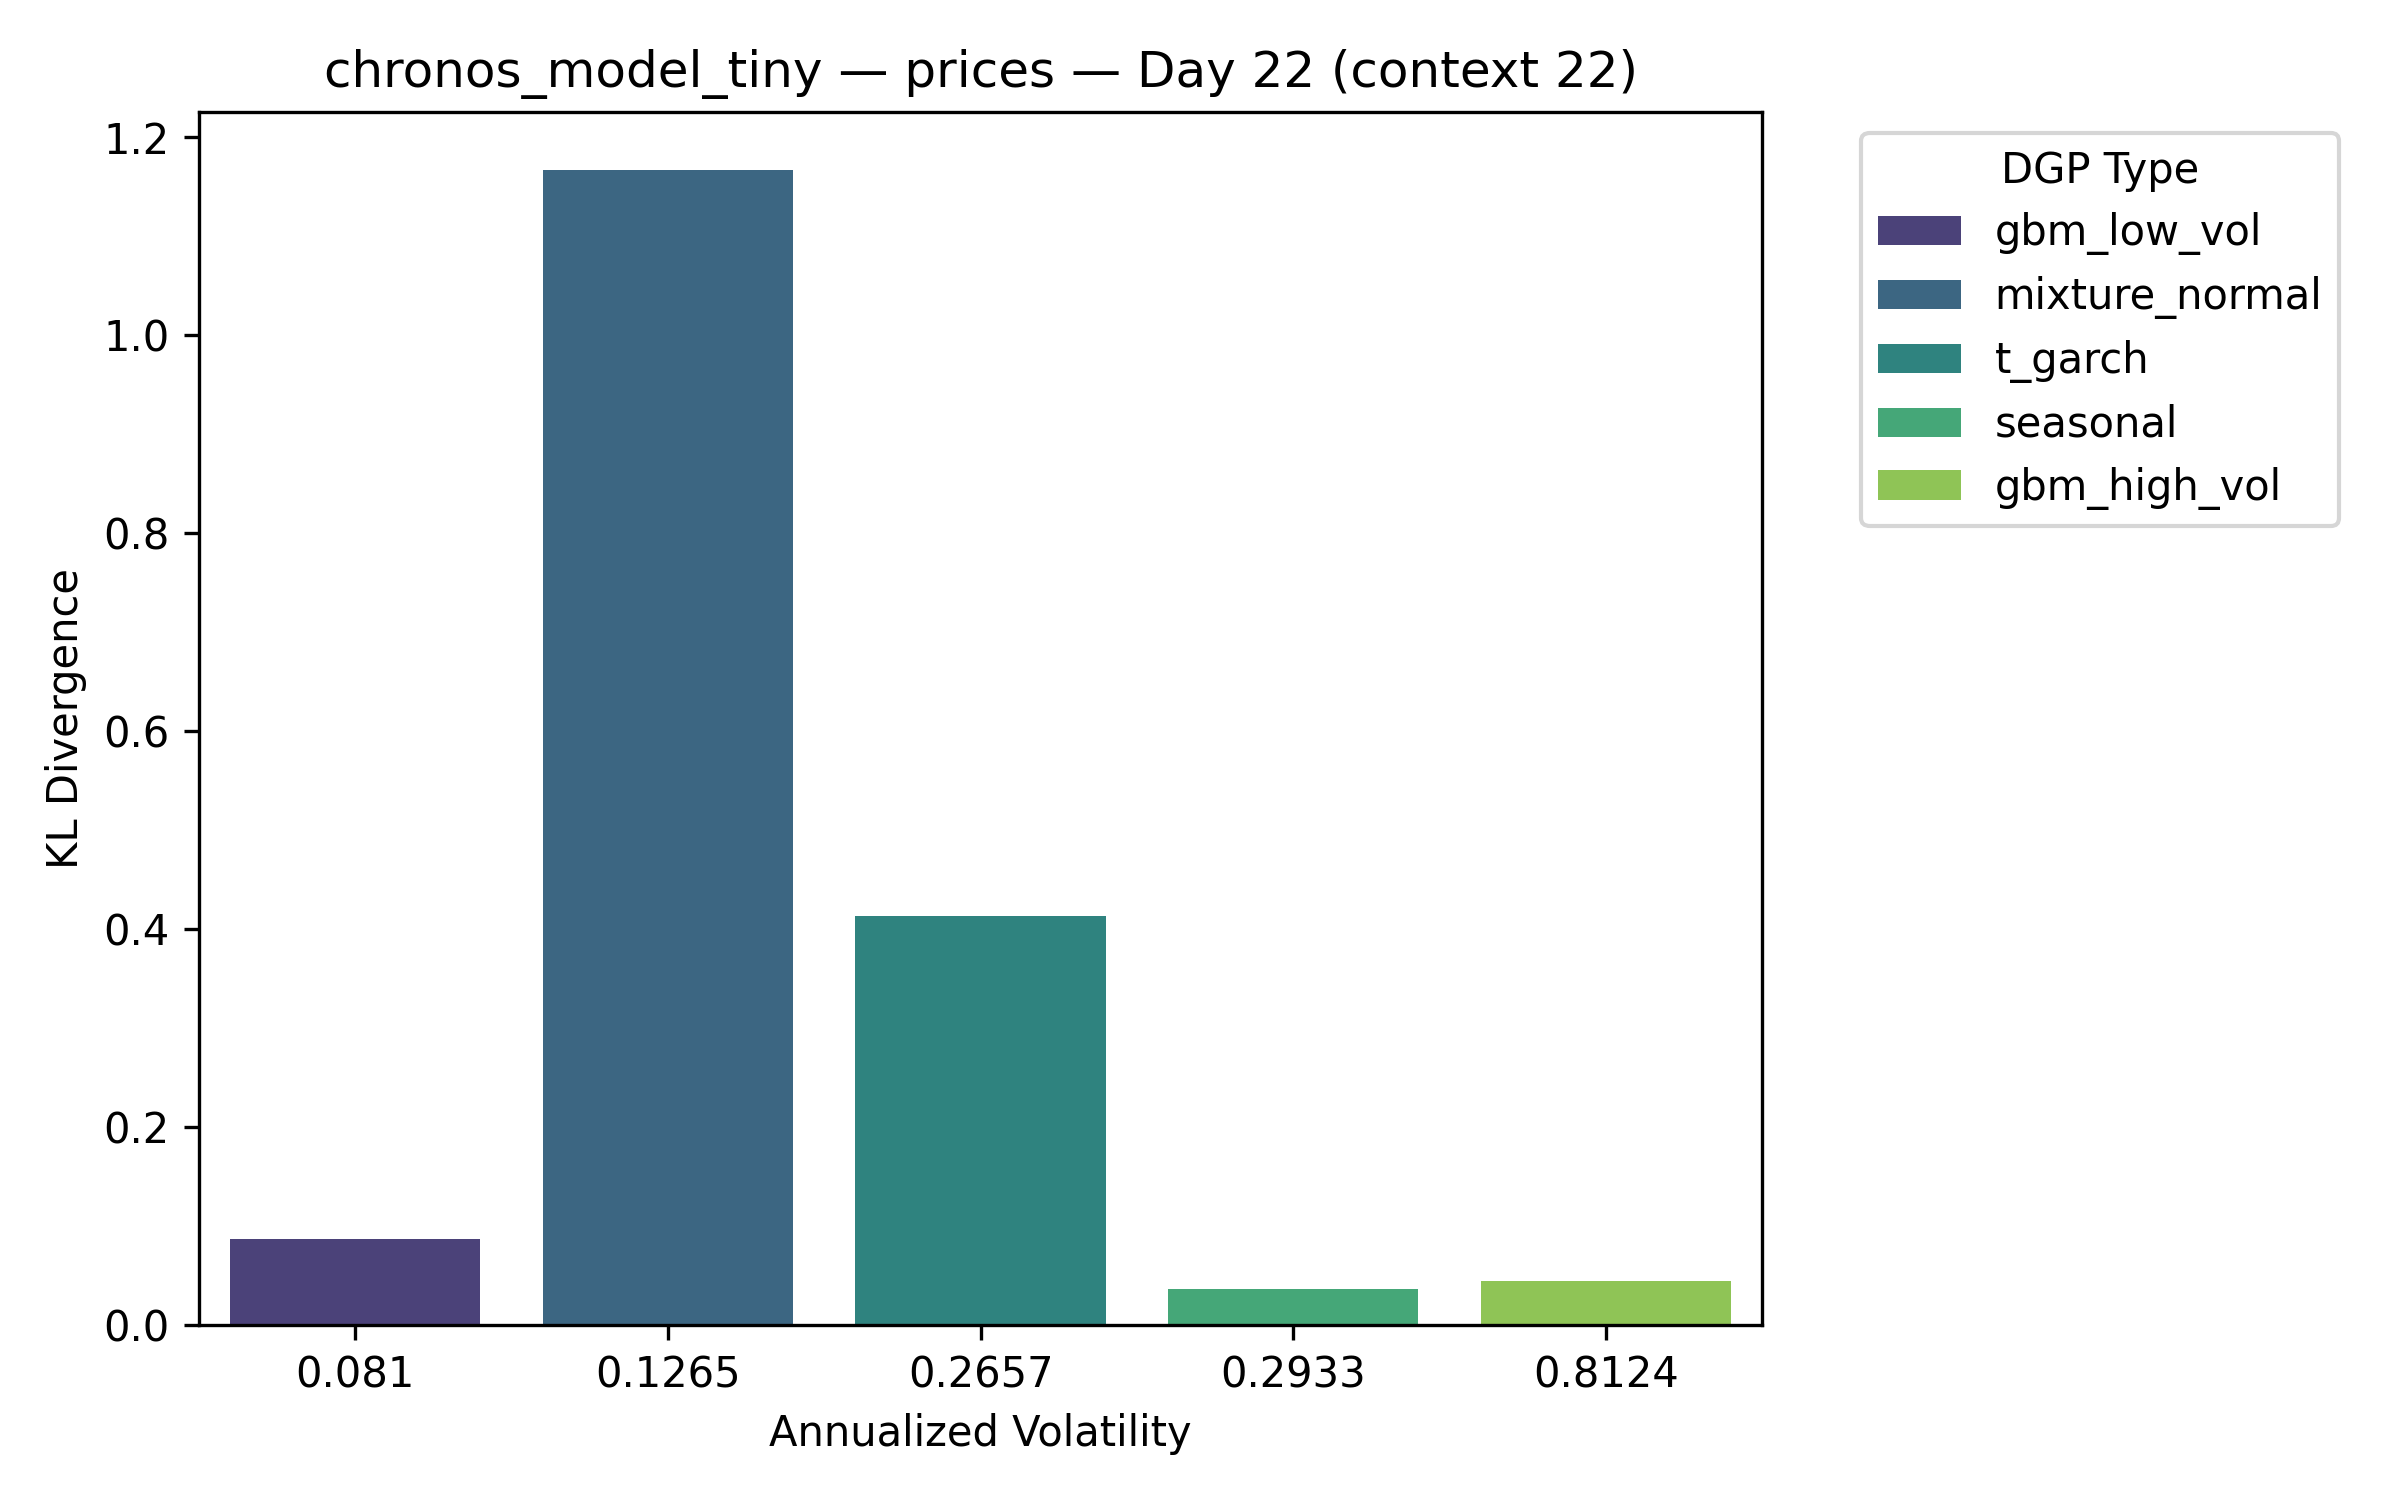 chronos_model_tiny — prices — Day 22 (context 22)
KL Divergence
1.2
1.0
0.8
0.6
0.4
0.2
0.0
0.081 0.1265 0.2657 0.2933 0.8124
Annualized Volatility
DGP Type
gbm_low_vol
mixture_normal
t_garch
seasonal
gbm_high_vol